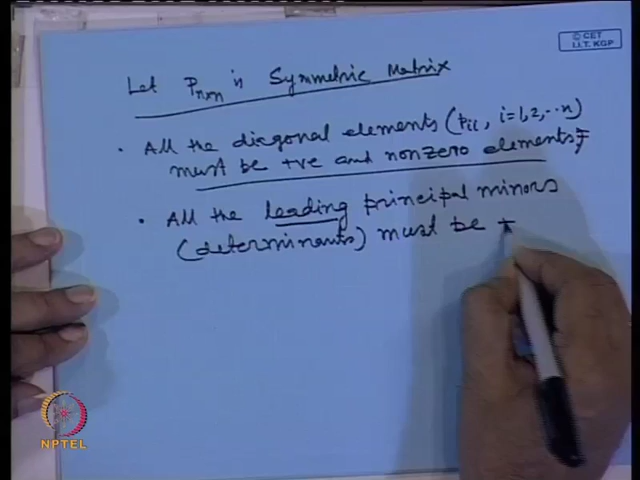 © CET
I.I.T. KGP
Let Pnxn is Symmetric Matrix
· All the diagonal elements (pii, i=1,2,..n)
must be +ve and nonzero elements
· All the leading principal minors
(determinants) must be +
NPTEL